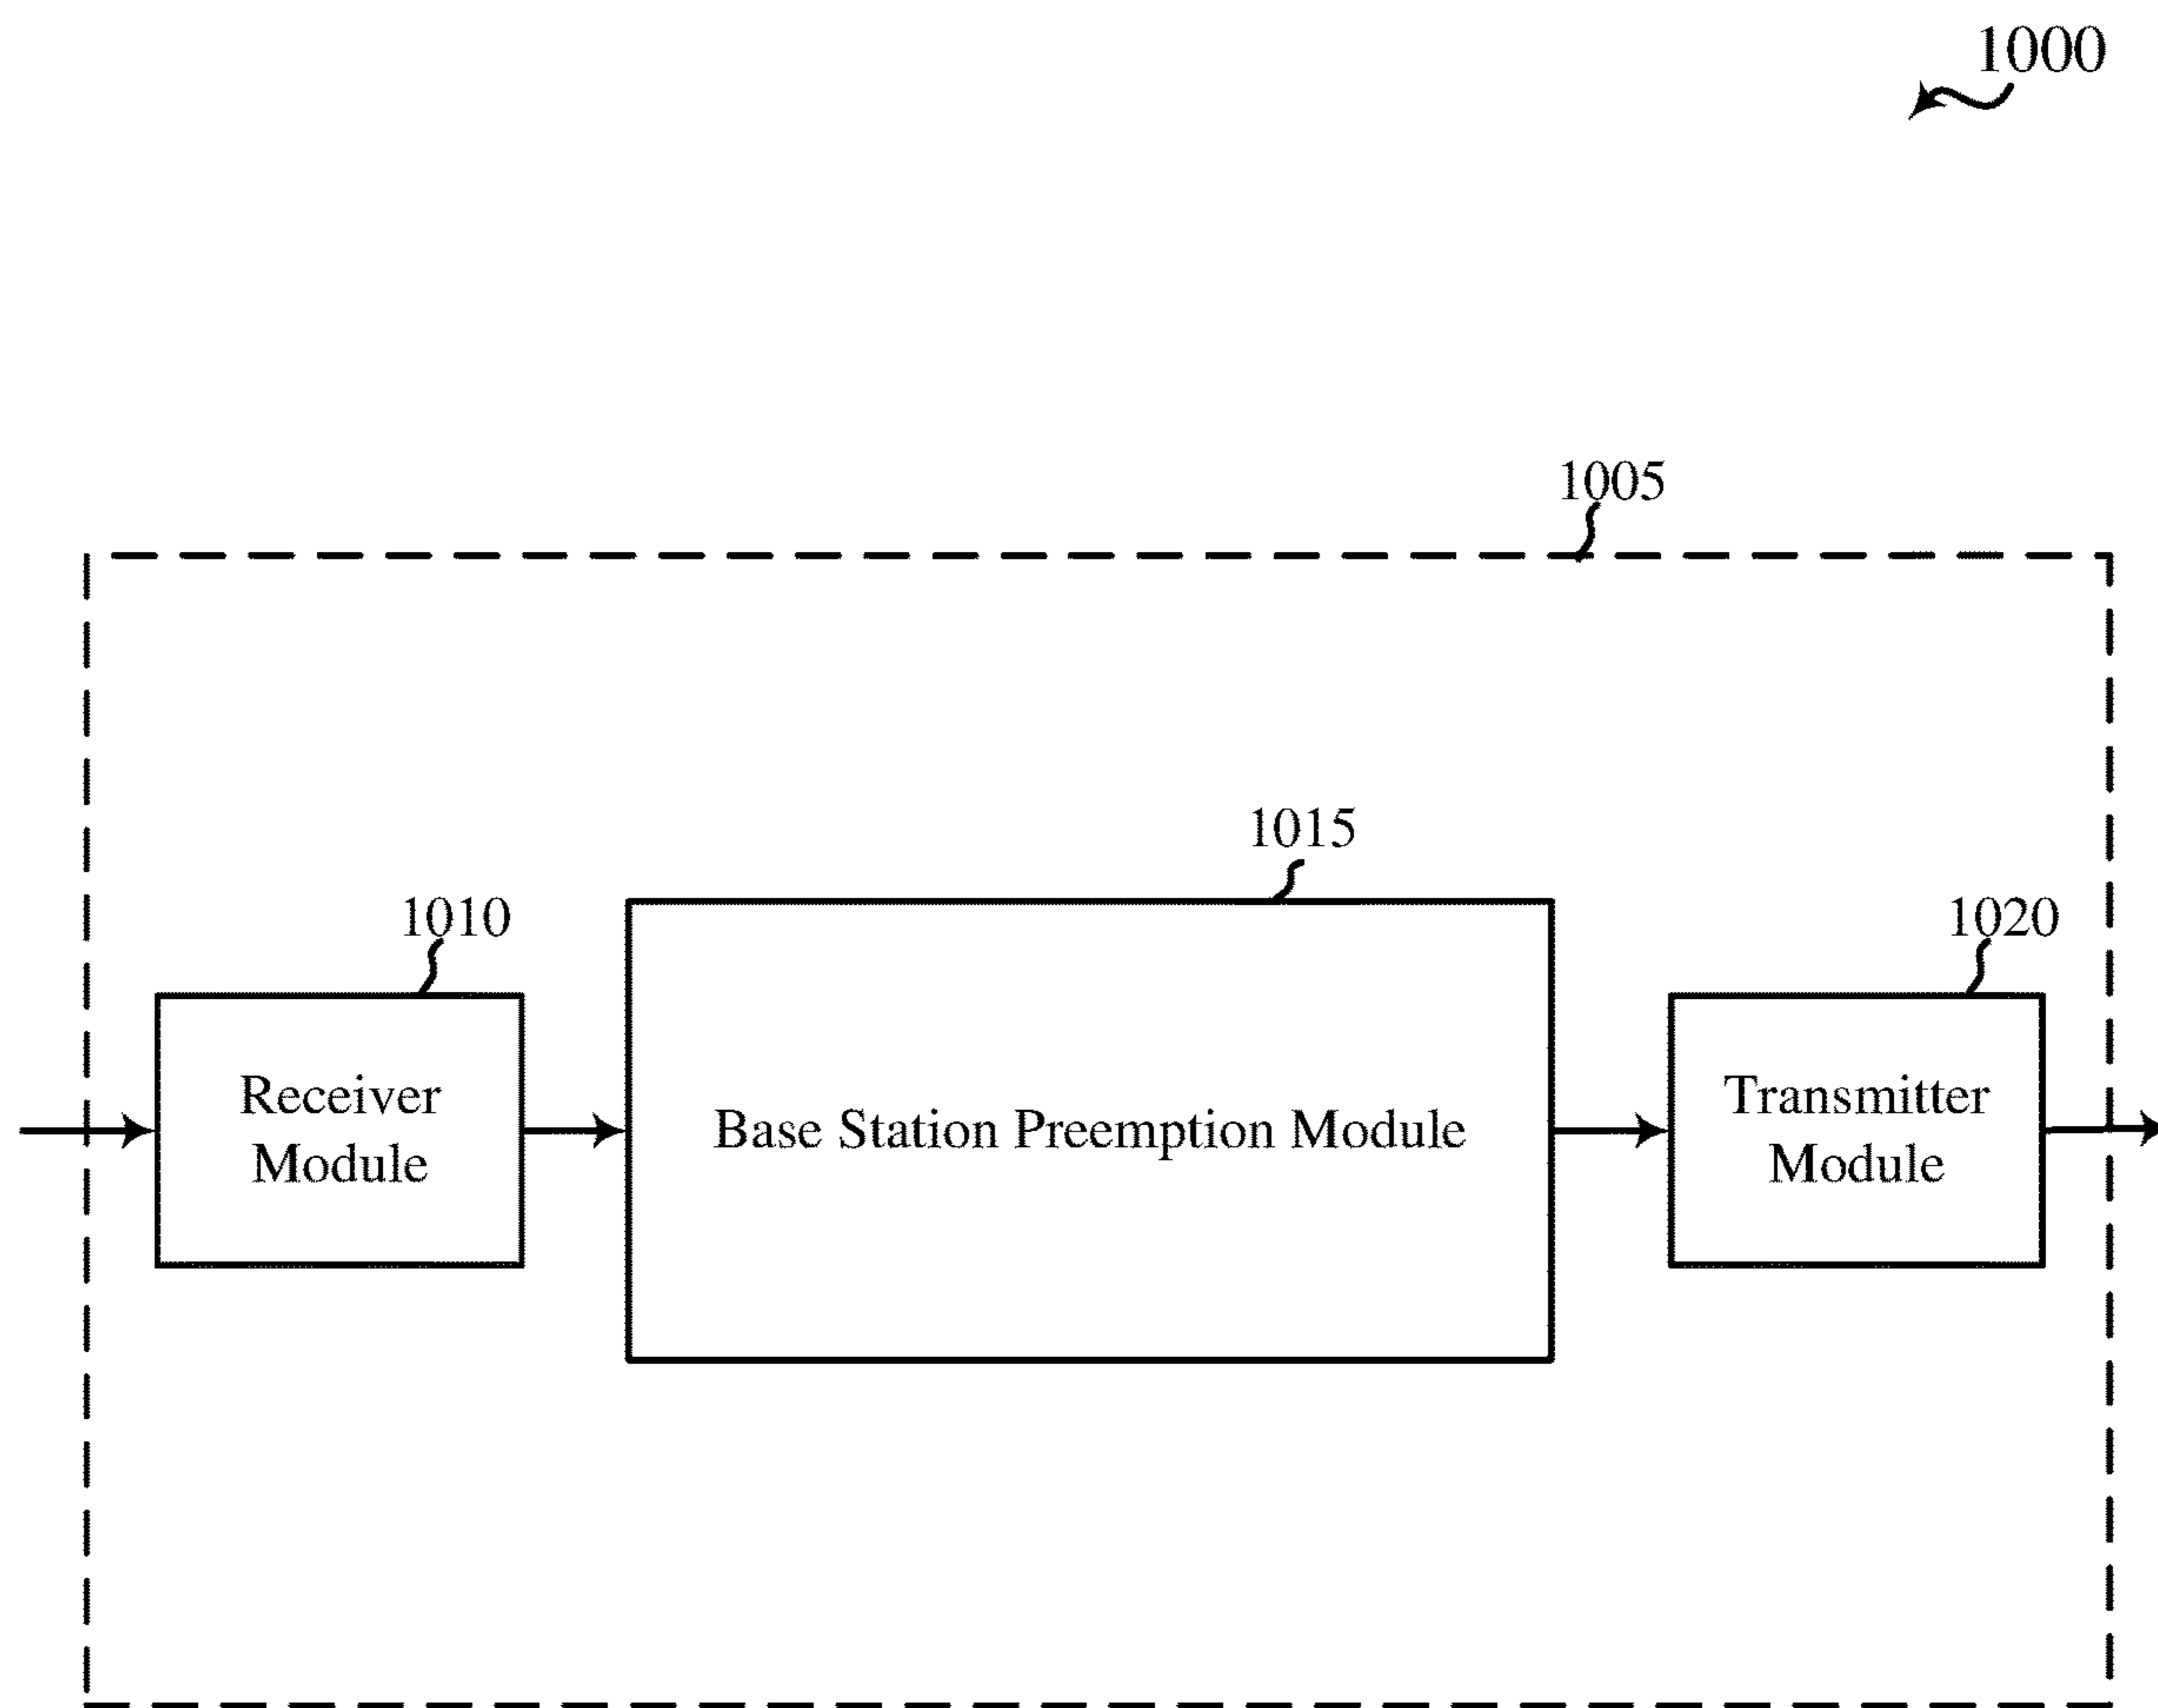 1000
1005
1015
1010
1020
Receiver
Module
Base Station Preemption Module
Transmitter
Module